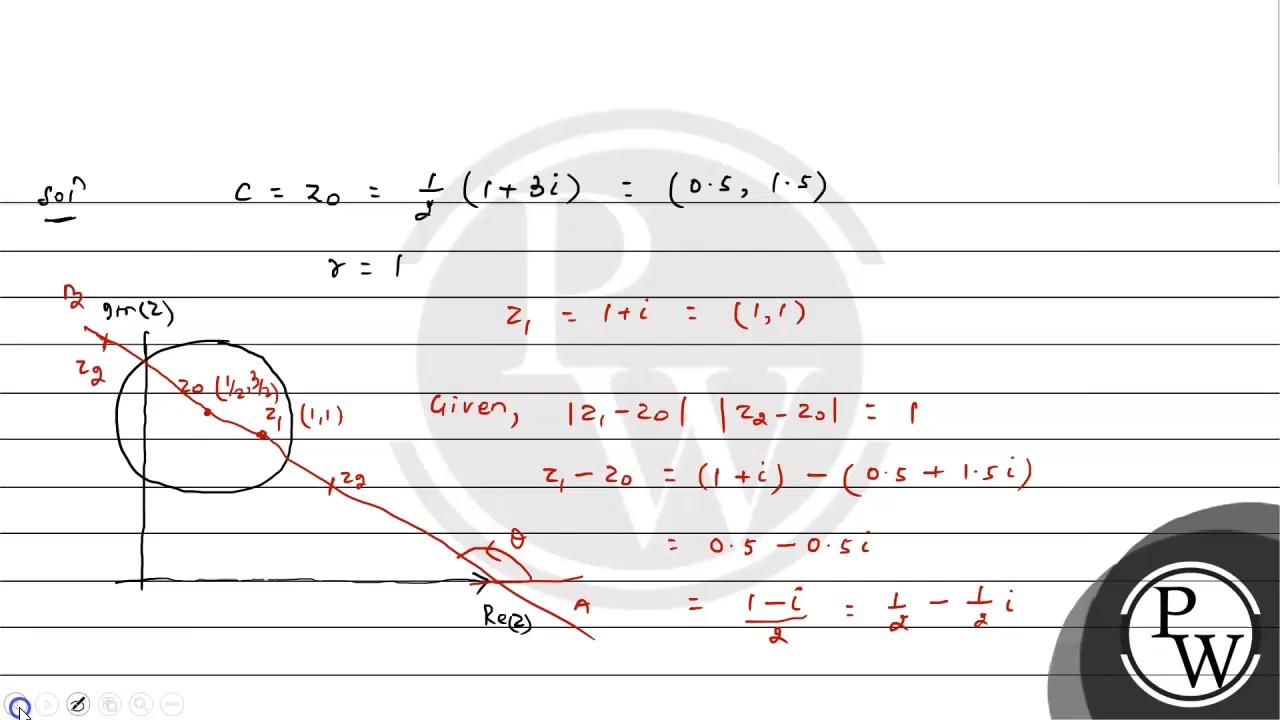 Solⁿ
C = z0 = 1/2 (1 + 3i) = (0.5, 1.5)
r = 1
z1 = 1+i = (1,1)
Given, |z1 - z0| |z2 - z0| = 1
z1 - z0 = (1+i) - (0.5 + 1.5i)
= 0.5 - 0.5i
= 1-i/2 = 1/2 - 1/2 i
Im(z)
z2
z0 (1/2, 3/2)
z1 (1,1)
z2
θ
A
Re(z)
P
W
P
W